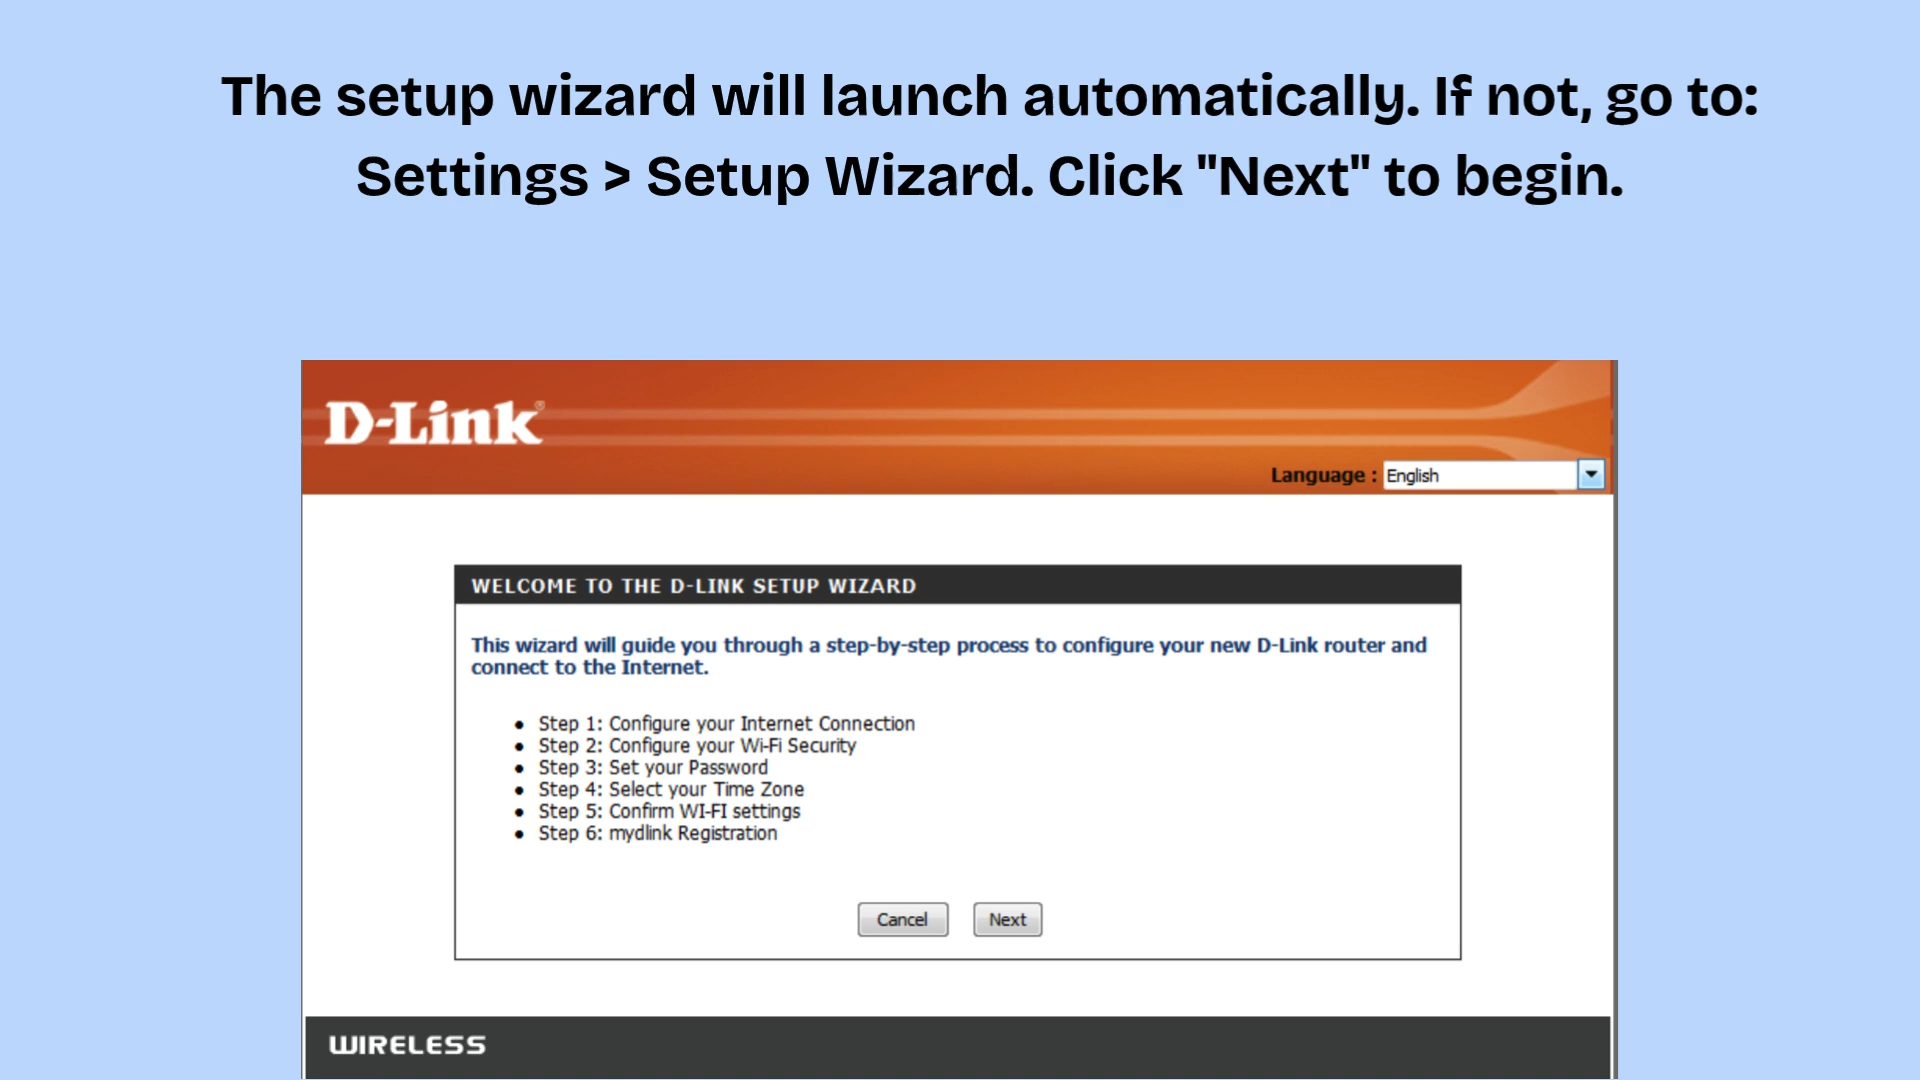 The setup wizard will launch automatically. If not, go to:
Settings > Setup Wizard. Click "Next" to begin.
D-Link®
Language : English
WELCOME TO THE D-LINK SETUP WIZARD
This wizard will guide you through a step-by-step process to configure your new D-Link router and
connect to the Internet.
● Step 1: Configure your Internet Connection
● Step 2: Configure your Wi-Fi Security
● Step 3: Set your Password
● Step 4: Select your Time Zone
● Step 5: Confirm WI-FI settings
● Step 6: mydlink Registration
Cancel Next
WIRELESS